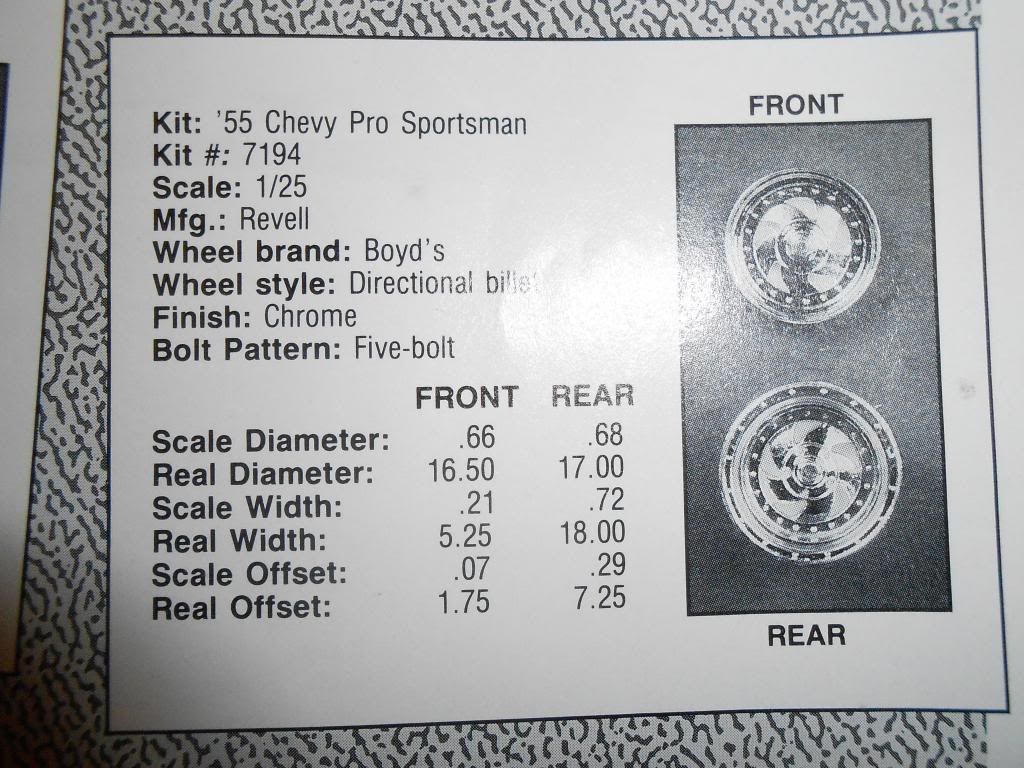 Kit: '55 Chevy Pro Sportsman
Kit #: 7194
Scale: 1/25
Mfg.: Revell
Wheel brand: Boyd's
Wheel style: Directional billet
Finish: Chrome
Bolt Pattern: Five-bolt
FRONT REAR
Scale Diameter: .66 .68
Real Diameter: 16.50 17.00
Scale Width: .21 .72
Real Width: 5.25 18.00
Scale Offset: .07 .29
Real Offset: 1.75 7.25
FRONT
REAR